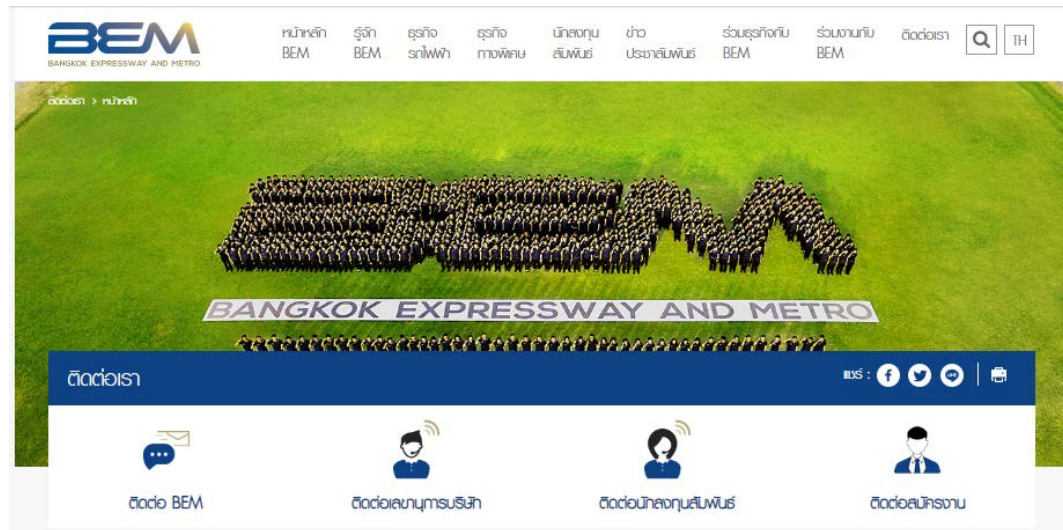 BEM
BANGKOK EXPRESSWAY AND METRO
หน้าหลัก BEM
รู้จัก BEM
ธุรกิจ รถไฟฟ้า
ธุรกิจ ทางพิเศษ
นักลงทุน สัมพันธ์
ข่าว ประชาสัมพันธ์
ร่วมธุรกิจกับ BEM
ร่วมงานกับ BEM
ติดต่อเรา
TH
ติดต่อเรา > หน้าหลัก
BEM
BANGKOK EXPRESSWAY AND METRO
ติดต่อเรา
แชร์ :
LINE
ติดต่อ BEM
ติดต่อเลขานุการบริษัท
ติดต่อนักลงทุนสัมพันธ์
ติดต่อสมัครงาน